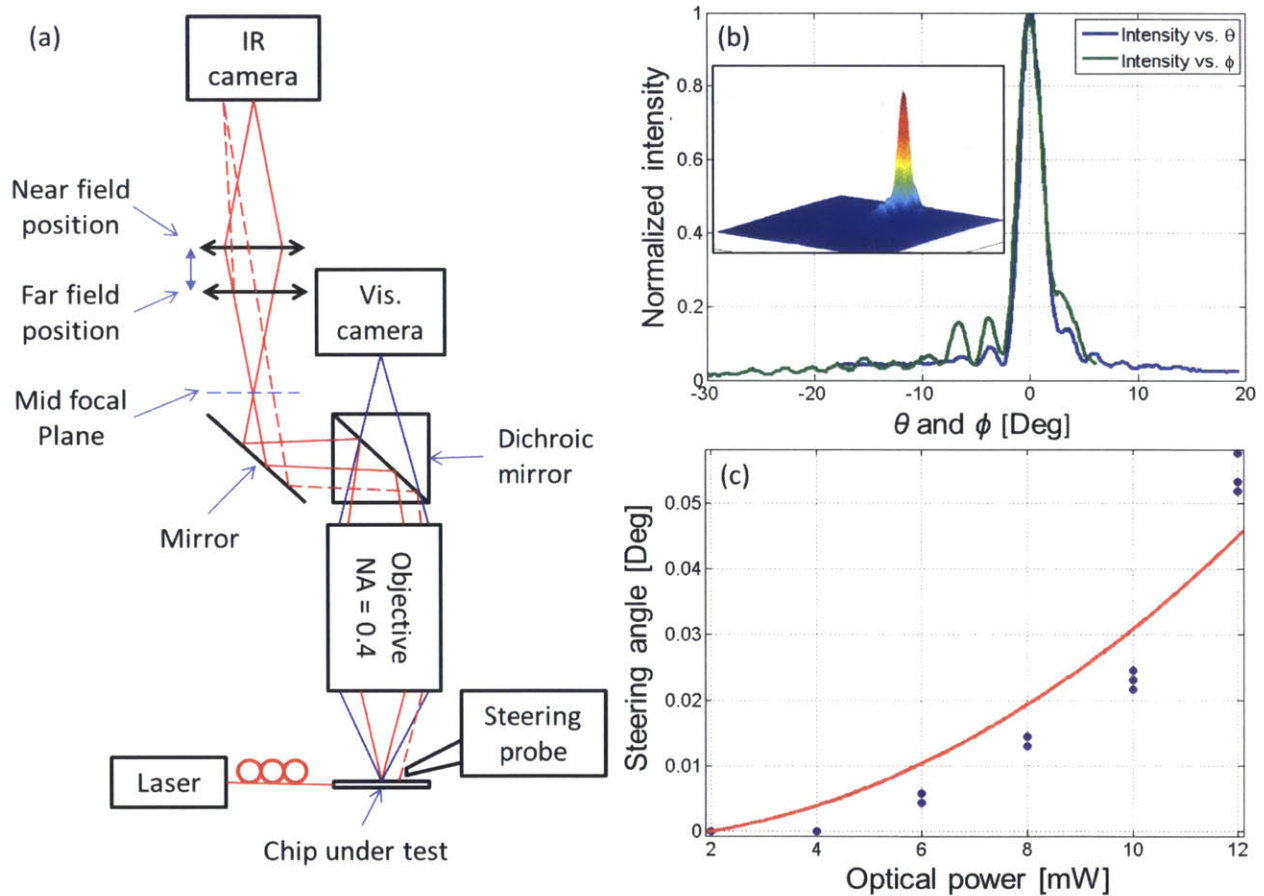 (a)
IR
camera
Near field
position
Far field
position
Vis.
camera
Mid focal
Plane
Dichroic
mirror
Mirror
Objective
NA = 0.4
Steering
probe
Laser
Chip under test
(b)
Intensity vs. θ
Intensity vs. ϕ
Normalized intensity
1
0.8
0.6
0.4
0.2
0
-30
-20
-10
0
10
20
θ and ϕ [Deg]
(c)
Steering angle [Deg]
0.05
0.04
0.03
0.02
0.01
0
2
4
6
8
10
12
Optical power [mW]